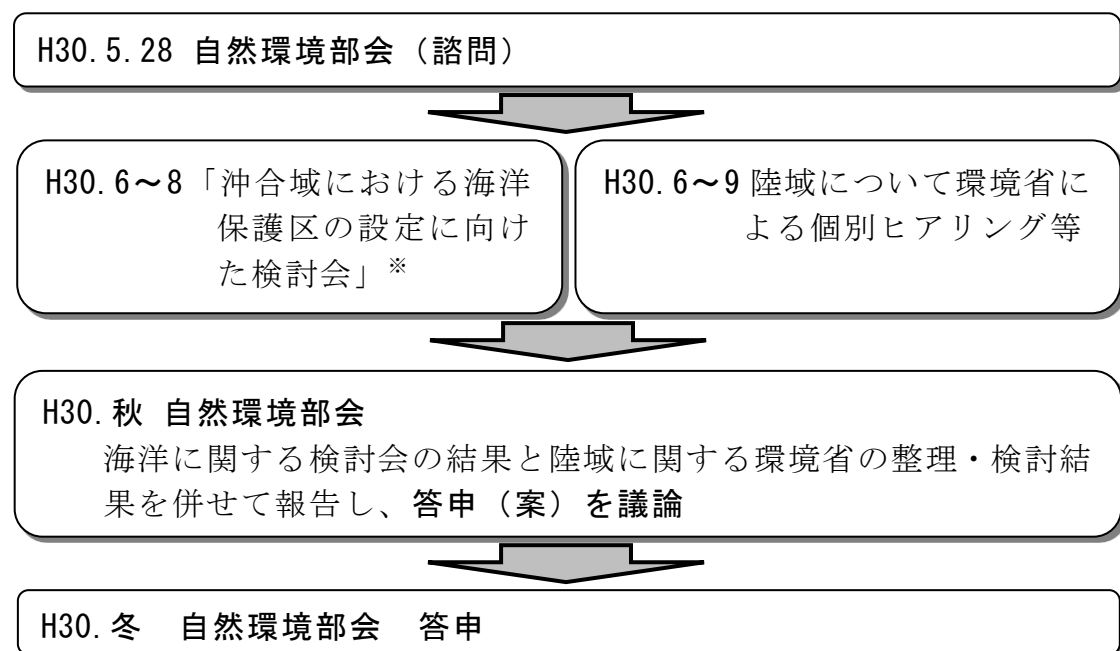 H30.5.28 自然環境部会（諮問）
H30.6～8「沖合域における海洋
保護区の設定に向け
た検討会」※
H30.6～9 陸域について環境省に
よる個別ヒアリング等
H30.秋 自然環境部会
海洋に関する検討会の結果と陸域に関する環境省の整理・検討結
果を併せて報告し、答申（案）を議論
H30.冬　自然環境部会　答申